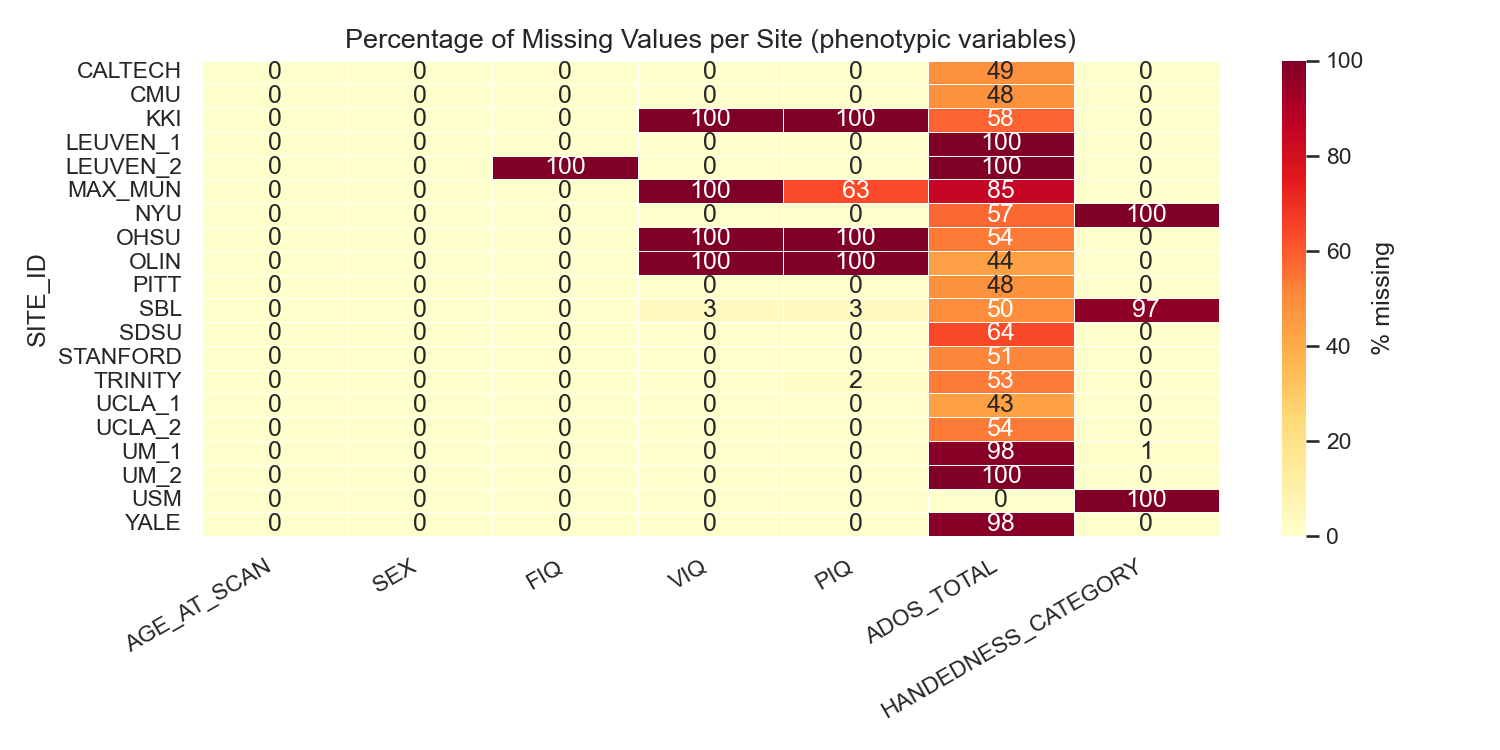 Percentage of Missing Values per Site (phenotypic variables)
CALTECH 0 0 0 0 0 49 0
CMU 0 0 0 0 0 48 0
KKI 0 0 0 100 100 58 0
LEUVEN_1 0 0 0 0 0 100 0
LEUVEN_2 0 0 100 0 0 100 0
MAX_MUN 0 0 0 100 63 85 0
NYU 0 0 0 0 0 57 100
OHSU 0 0 0 100 100 54 0
OLIN 0 0 0 100 100 44 0
PITT 0 0 0 0 0 48 0
SBL 0 0 0 3 3 50 97
SDSU 0 0 0 0 0 64 0
STANFORD 0 0 0 0 0 51 0
TRINITY 0 0 0 0 2 53 0
UCLA_1 0 0 0 0 0 43 0
UCLA_2 0 0 0 0 0 54 0
UM_1 0 0 0 0 0 98 1
UM_2 0 0 0 0 0 100 0
USM 0 0 0 0 0 0 100
YALE 0 0 0 0 0 98 0
SITE_ID
AGE_AT_SCAN SEX FIQ VIQ PIQ ADOS_TOTAL HANDEDNESS_CATEGORY
100
80
60
40
20
0
% missing